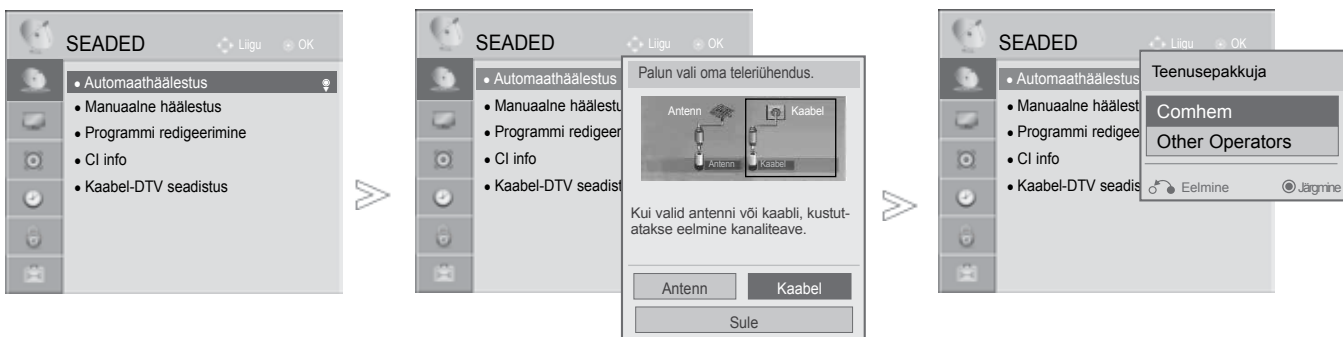 SEADED
Liigu
OK
Automaathäälestus
Manuaalne häälestus
Programmi redigeerimine
CI info
Kaabel-DTV seadistus
SEADED
Liigu
OK
Automaathäälestus
Manuaalne häälestu
Programmi redigeer
CI info
Kaabel-DTV seadist
Palun vali oma teleriühendus.
Antenn
Kaabel
Antenn
Kaabel
Kui valid antenni või kaabli, kustut-
atakse eelmine kanaliteave.
Antenn
Kaabel
Sule
SEADED
Liigu
OK
Automaathäälestus
Manuaalne häälest
Programmi redigee
CI info
Kaabel-DTV seadis
Teenusepakkuja
Comhem
Other Operators
Eelmine
Järgmine